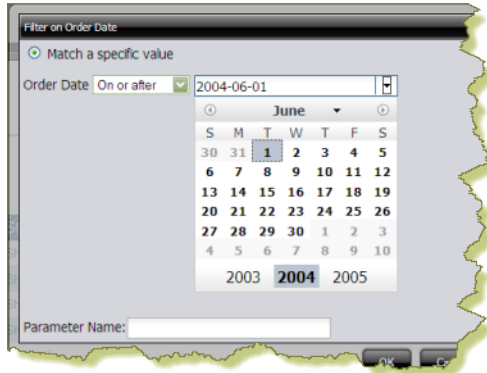 Filter on Order Date
Match a specific value
Order Date On or after 2004-06-01
June
S M T W T F S
30 31 1 2 3 4 5
6 7 8 9 10 11 12
13 14 15 16 17 18 19
20 21 22 23 24 25 26
27 28 29 30 1 2 3
4 5 6 7 8 9 10
2003 2004 2005
Parameter Name:
OK